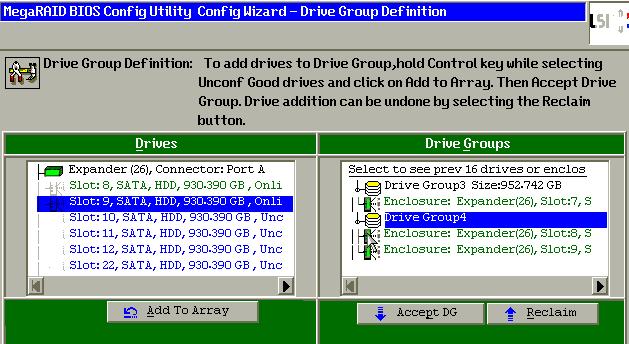 MegaRAID BIOS Config Utility Config Wizard – Drive Group Definition
LSI
Drive Group Definition: To add drives to Drive Group,hold Control key while selecting
Unconf Good drives and click on Add to Array. Then Accept Drive
Group. Drive addition can be undone by selecting the Reclaim
button.
Drives
Expander (26), Connector: Port A
Slot: 8, SATA, HDD, 930.390 GB, Onli
Slot: 9, SATA, HDD, 930.390 GB, Onli
Slot: 10, SATA, HDD, 930.390 GB, Unc
Slot: 11, SATA, HDD, 930.390 GB, Unc
Slot: 12, SATA, HDD, 930.390 GB, Unc
Slot: 22, SATA, HDD, 930.390 GB, Unc
Add To Array
Drive Groups
Select to see prev 16 drives or enclos
Drive Group3 Size:952.742 GB
Enclosure: Expander(26), Slot:7, S
Drive Group4
Enclosure: Expander(26), Slot:8, S
Enclosure: Expander(26), Slot:9, S
Accept DG
Reclaim